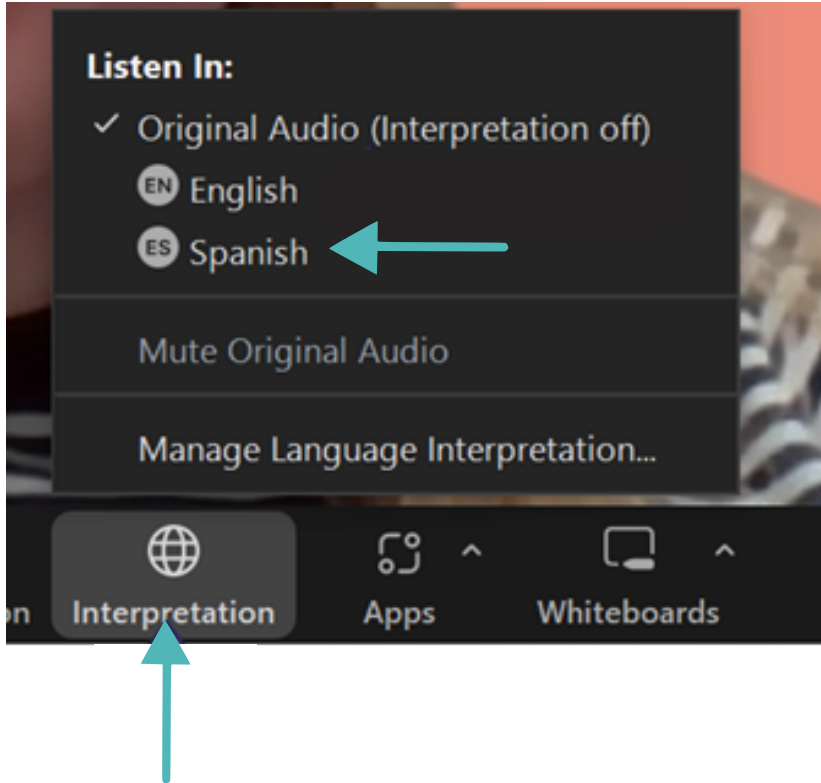 Listen In:
✓ Original Audio (Interpretation off)
EN English
ES Spanish
Mute Original Audio
Manage Language Interpretation...
on Interpretation Apps Whiteboards